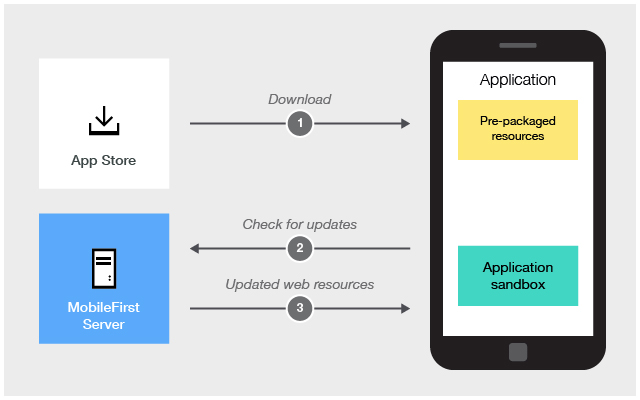 Download
1
App Store
Application
Pre-packaged
resources
Check for updates
2
MobileFirst
Server
Updated web resources
3
Application
sandbox